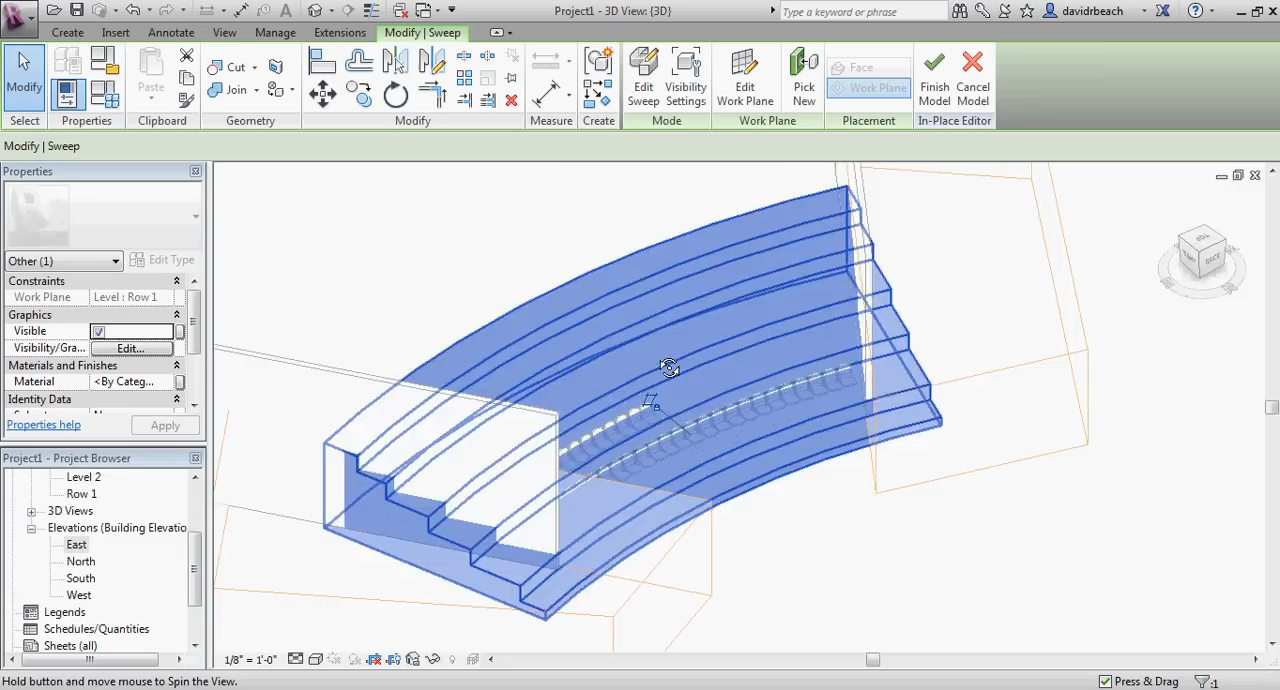 Project1 - 3D View: {3D}
Type a keyword or phrase
davidrbeach
Create Insert Annotate View Manage Extensions Modify | Sweep
Modify
Paste
Cut
Join
Edit Sweep
Visibility Settings
Edit Work Plane
Pick New
Face
Work Plane
Finish Model
Cancel Model
Select Properties Clipboard Geometry Modify Measure Create Mode Work Plane Placement In-Place Editor
Modify | Sweep
Properties
Other (1)
Edit Type
Constraints
Work Plane Level : Row 1
Graphics
Visible
Visibility/Gra... Edit...
Materials and Finishes
Material <By Categ...
Identity Data
Properties help
Apply
Project1 - Project Browser
Level 2
Row 1
3D Views
Elevations (Building Elevatio
East
North
South
West
Legends
Schedules/Quantities
Sheets (all)
1/8" = 1'-0"
Hold button and move mouse to Spin the View.
Press & Drag
:1